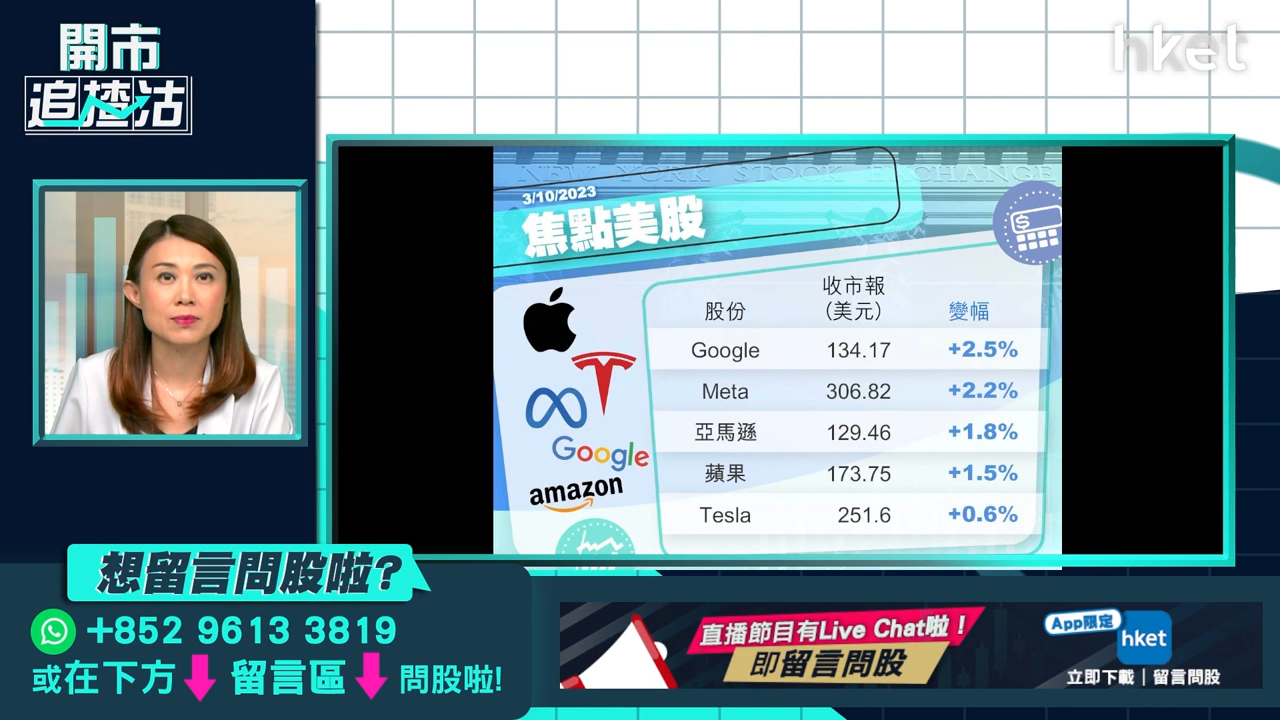 開市
追揸沽
hket
NEW YORK STOCK EXCHANGE
3/10/2023
焦點美股
股份
收市報
(美元)
變幅
Google 134.17 +2.5%
Meta 306.82 +2.2%
亞馬遜 129.46 +1.8%
蘋果 173.75 +1.5%
Tesla 251.6 +0.6%
Google
amazon
想留言問股啦?
+852 9613 3819
或在下方 留言區 問股啦!
直播節目有Live Chat啦！
即留言問股
App限定
hket
立即下載｜留言問股